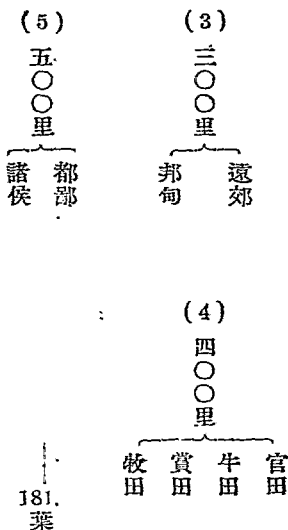 (3)
三〇〇里
遠郊
邦甸
(4)
四〇〇里
官田
牛田
賞田
牧田
(5)
五〇〇里
都鄙
諸侯
—181.葉